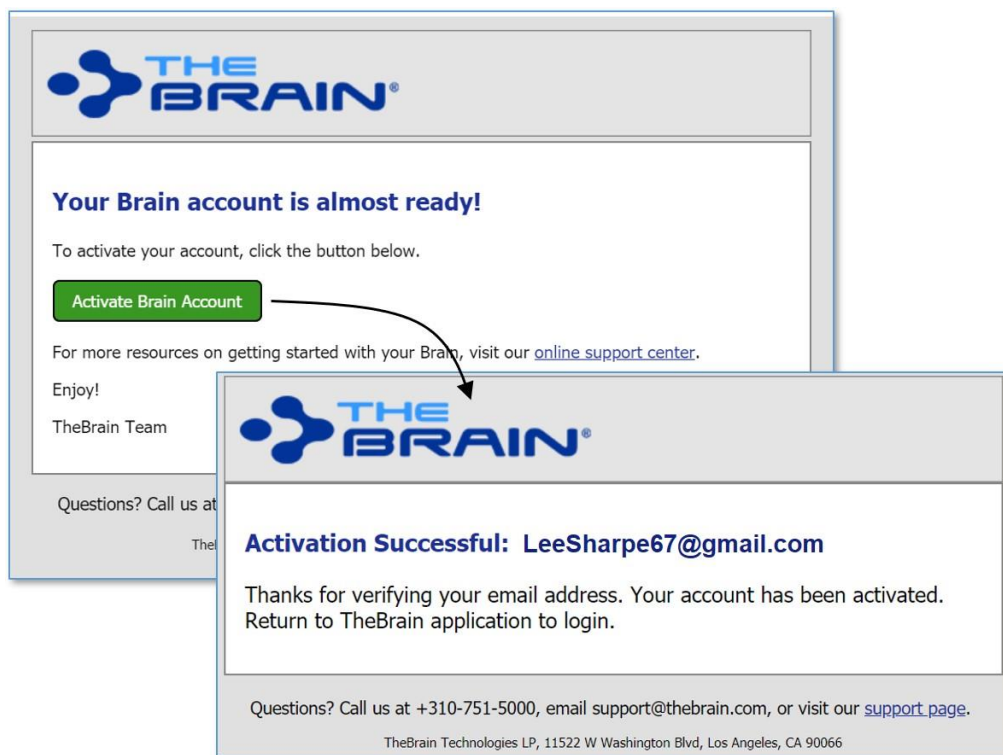 THE
BRAIN®
Your Brain account is almost ready!
To activate your account, click the button below.
Activate Brain Account
For more resources on getting started with your Brain, visit our online support center.
Enjoy!
TheBrain Team
Questions? Call us at
THE
BRAIN®
Activation Successful: LeeSharpe67@gmail.com
Thanks for verifying your email address. Your account has been activated.
Return to TheBrain application to login.
Questions? Call us at +310-751-5000, email support@thebrain.com, or visit our support page.
TheBrain Technologies LP, 11522 W Washington Blvd, Los Angeles, CA 90066